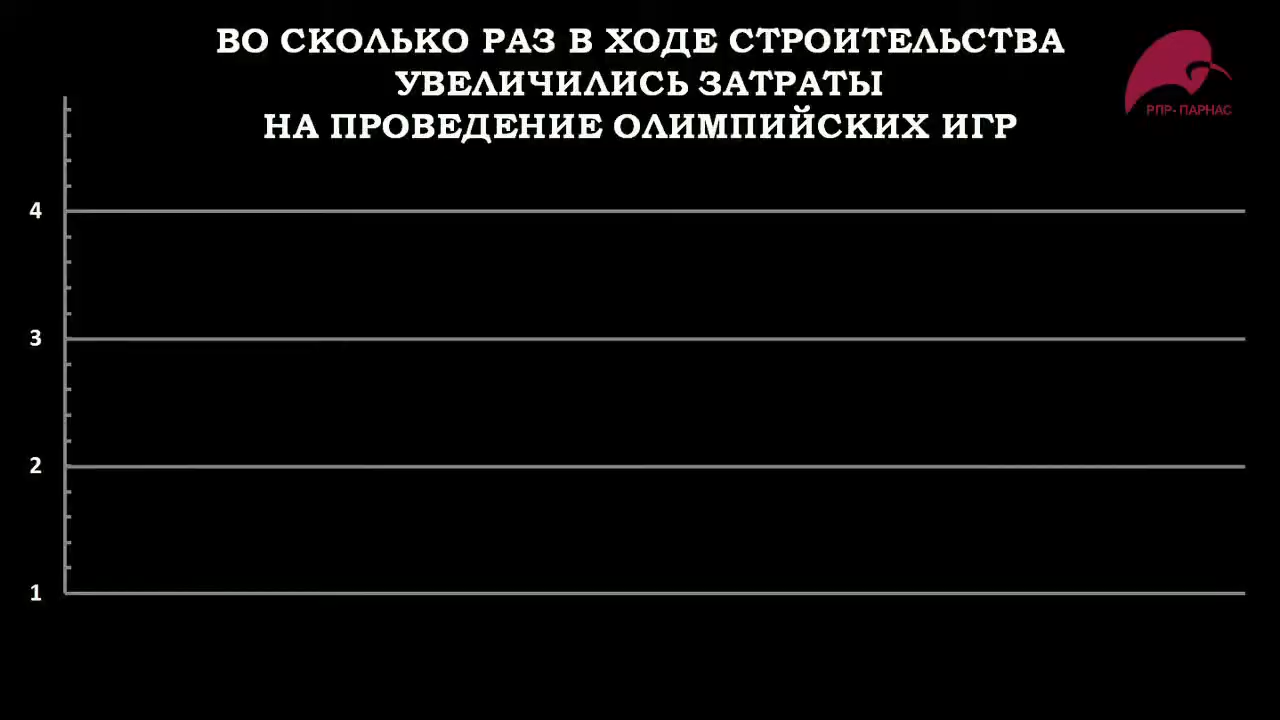 ВО СКОЛЬКО РАЗ В ХОДЕ СТРОИТЕЛЬСТВА
УВЕЛИЧИЛИСЬ ЗАТРАТЫ
НА ПРОВЕДЕНИЕ ОЛИМПИЙСКИХ ИГР
РПР-ПАРНАС
4
3
2
1